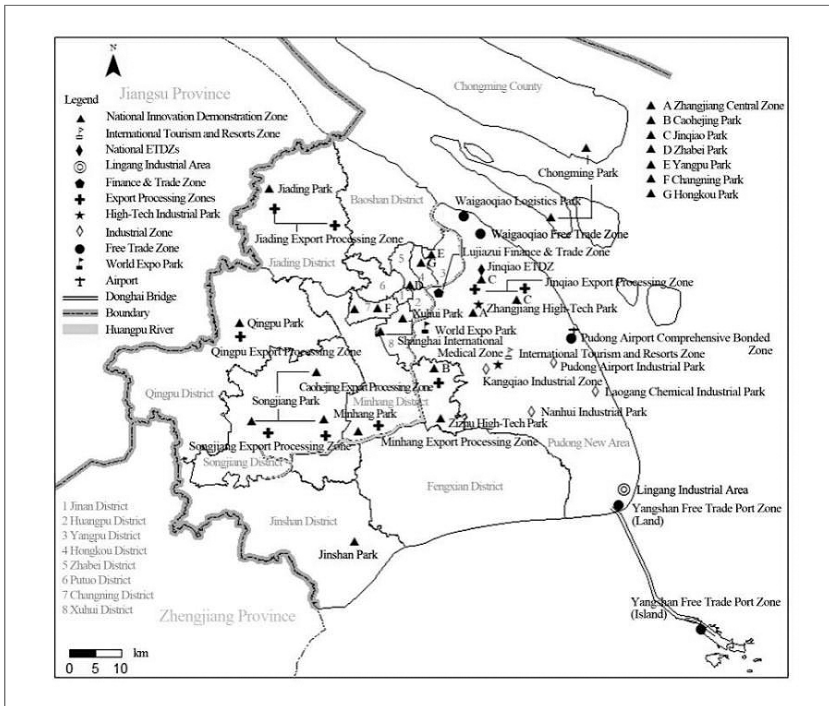 N
Legend
National Innovation Demonstration Zone
International Tourism and Resorts Zone
National ETDZs
Lingang Industrial Area
Finance & Trade Zone
Export Processing Zones
High-Tech Industrial Park
Industrial Zone
Free Trade Zone
World Expo Park
Airport
Donghai Bridge
Boundary
Huangpu River
A Zhangjiang Central Zone
B Caohejing Park
C Jinqiao Park
D Zhabei Park
E Yangpu Park
F Changning Park
G Hongkou Park
Jiangsu Province
Chongming County
Chongming Park
Jiading Park
Baoshan District
Waigaoqiao Logistics Park
Waigaoqiao Free Trade Zone
Jiading Export Processing Zone
Lujiazui Finance & Trade Zone
Jiading District
5
E
G
4
3
Jinqiao ETDZ
6
D
C
Jinqiao Export Processing Zone
1
2
C
7
F
Zhangjiang High-Tech Park
A
Xuhui Park
Qingpu Park
World Expo Park
Pudong Airport Comprehensive Bonded
Zone
8
Shanghai International
Medical Zone
Qingpu Export Processing Zone
International Tourism and Resorts Zone
Pudong Airport Industrial Park
B
Kangqiao Industrial Zone
Qingpu District
Caohejing Export Processing Zone
Laogang Chemical Industrial Park
Songjiang Park
Minhang District
Minhang Park
Nanhui Industrial Park
Zizhu High-Tech Park
Songjiang Export Processing Zone
Minhang Export Processing Zone
Pudong New Area
Songjiang District
Fengxian District
Lingang Industrial Area
Yangshan Free Trade Port Zone
(Land)
1 Jinan District
2 Huangpu District
3 Yangpu District
4 Hongkou District
5 Zhabei District
6 Putuo District
7 Changning District
8 Xuhui District
Jinshan District
Jinshan Park
Zhengjiang Province
Yangshan Free Trade Port Zone
(Island)
km
0 5 10